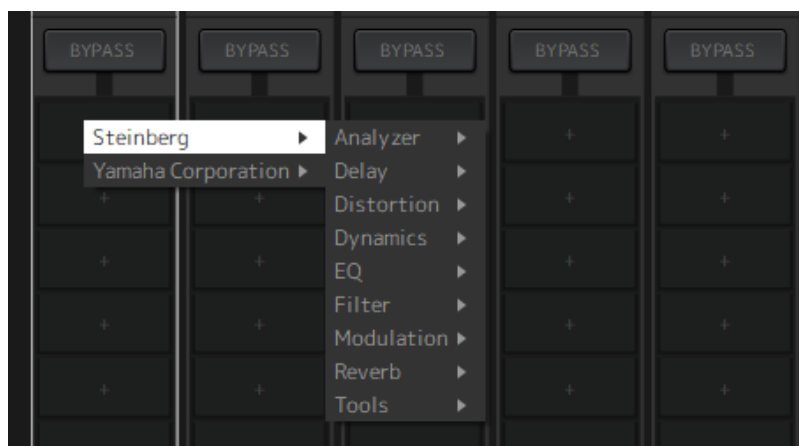 BYPASS BYPASS BYPASS BYPASS BYPASS
Steinberg
Yamaha Corporation
Analyzer
Delay
Distortion
Dynamics
EQ
Filter
Modulation
Reverb
Tools